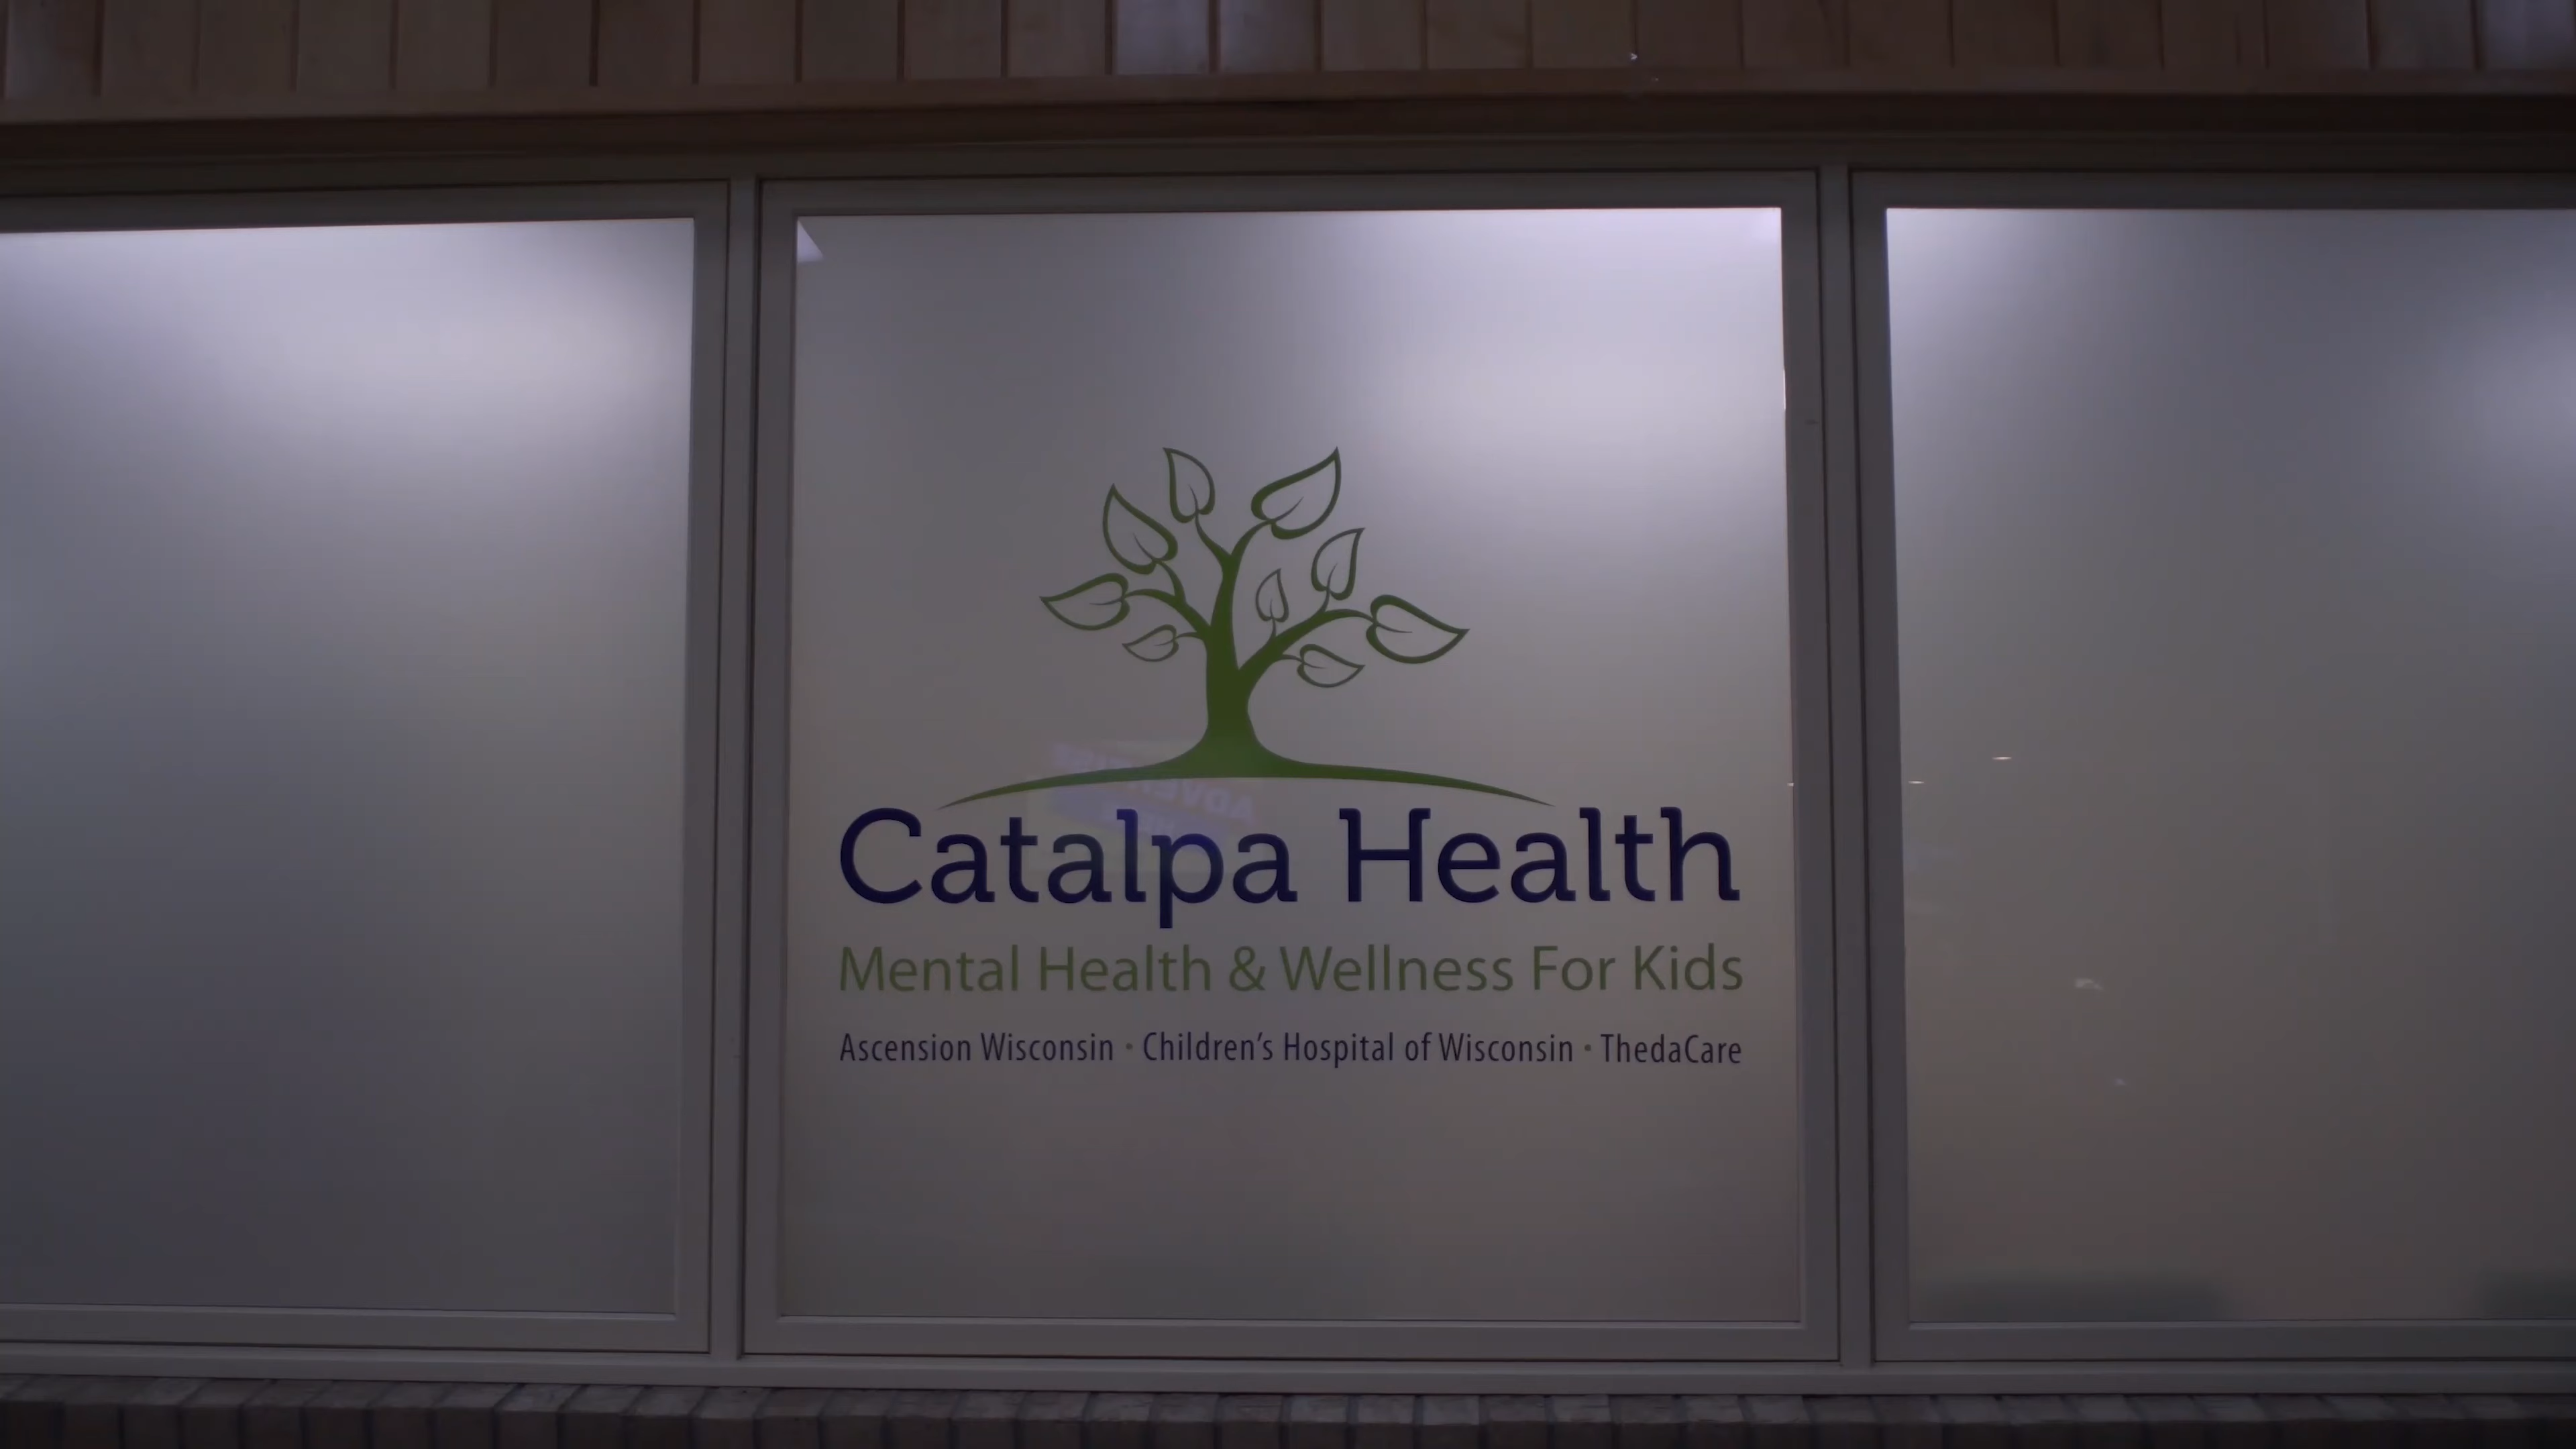 Catalpa Health
Mental Health & Wellness For Kids
Ascension Wisconsin • Children's Hospital of Wisconsin • ThedaCare